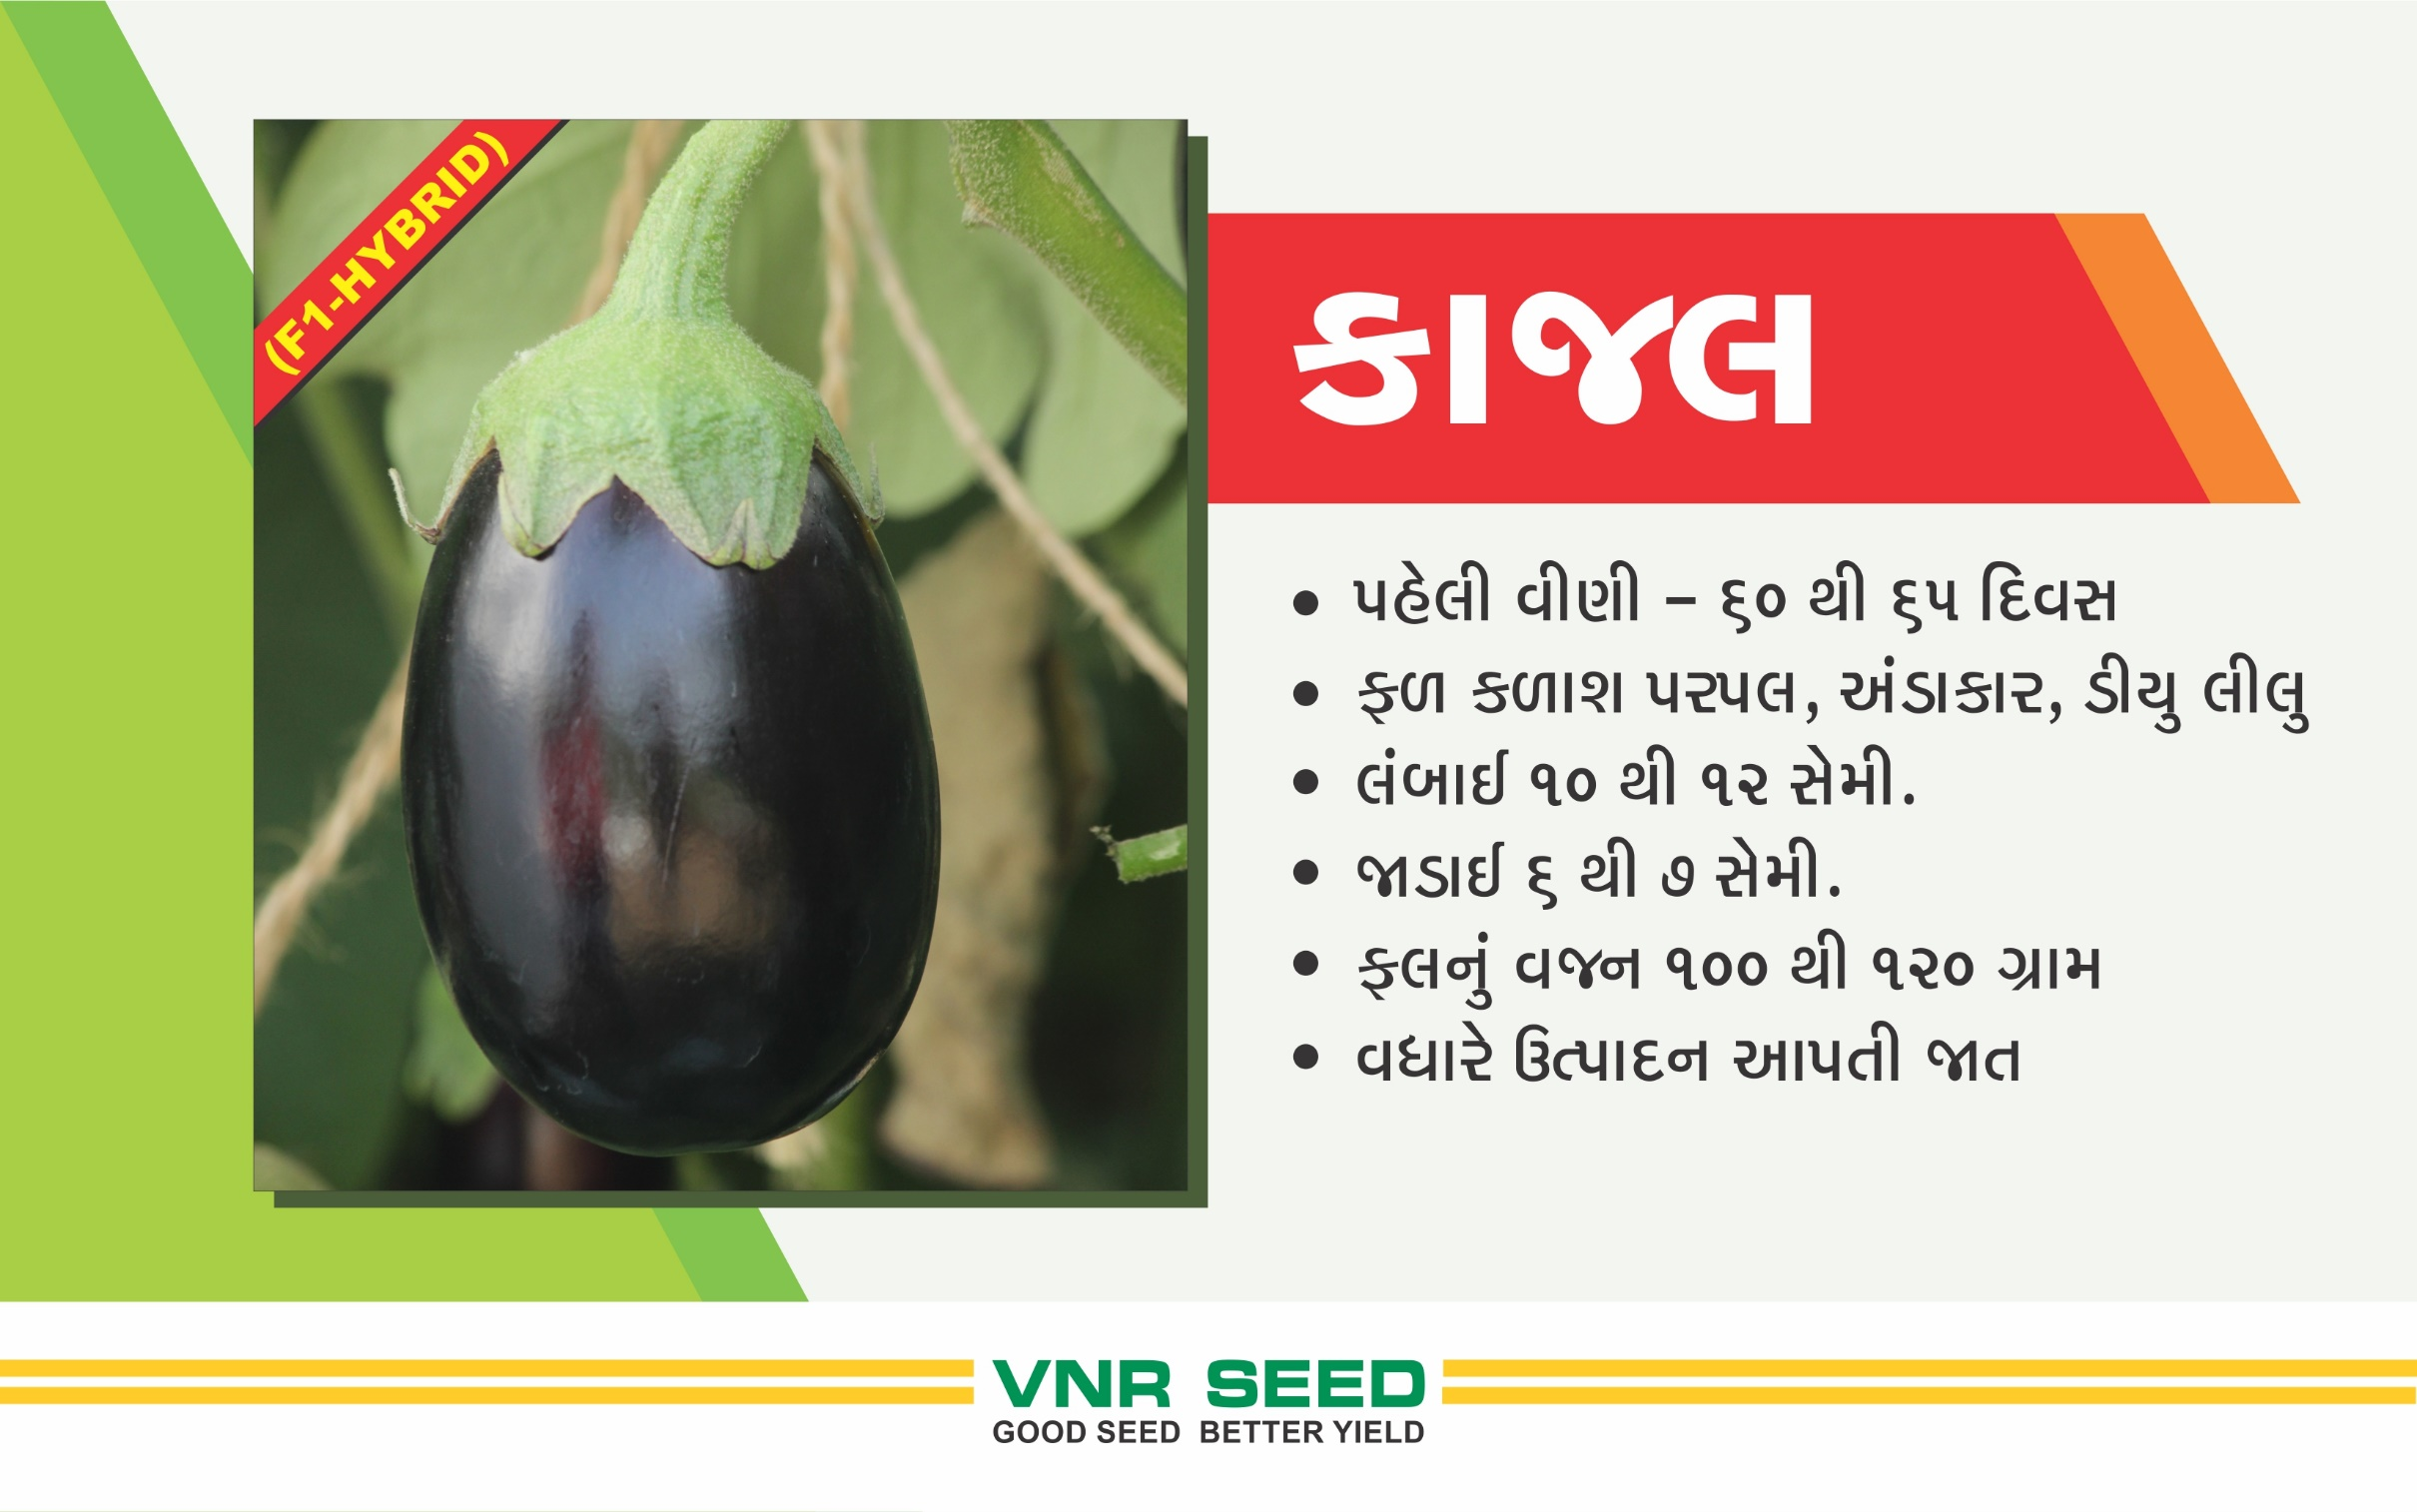 (F1-HYBRID)
કાજલ
• પહેલી વીણી – ૬૦ થી ૬૫ દિવસ
• ફળ કળાશ પરપલ, અંડાકાર, ડીચુ લીલુ
• લંબાઈ ૧૦ થી ૧૨ સેમી.
• જાડાઈ ૬ થી ૭ સેમી.
• ફલનું વજન ૧૦૦ થી ૧૨૦ ગ્રામ
• વધારે ઉત્પાદન આપતી જાત
VNR SEED
GOOD SEED BETTER YIELD